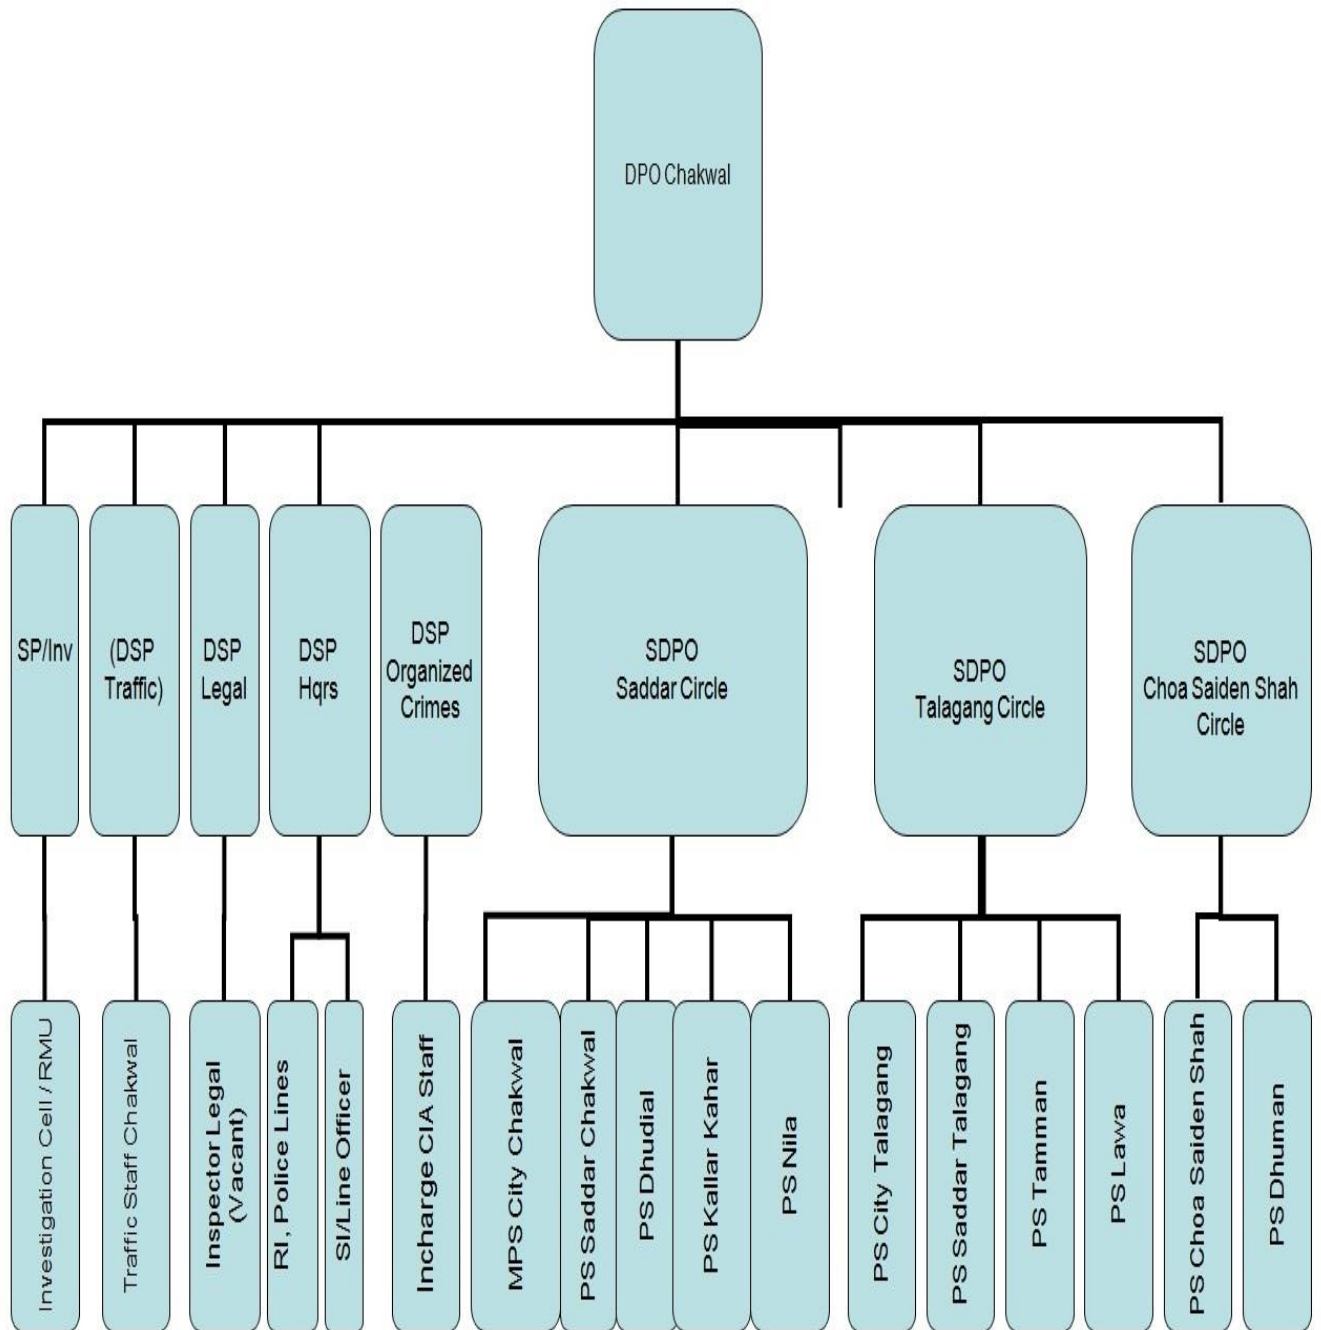 DPO Chakwal
SP/Inv
(DSP
Traffic)
DSP
Legal
DSP
Hqrs
DSP
Organized
Crimes
SDPO
Saddar Circle
SDPO
Talagang Circle
SDPO
Choa Saiden Shah
Circle
Investigation Cell / RMU
Traffic Staff Chakwal
Inspector Legal
(Vacant)
RI, Police Lines
SI/Line Officer
Incharge CIA Staff
MPS City Chakwal
PS Saddar Chakwal
PS Dhudial
PS Kallar Kahar
PS Nila
PS City Talagang
PS Saddar Talagang
PS Tamman
PS Lawa
PS Choa Saiden Shah
PS Dhuman